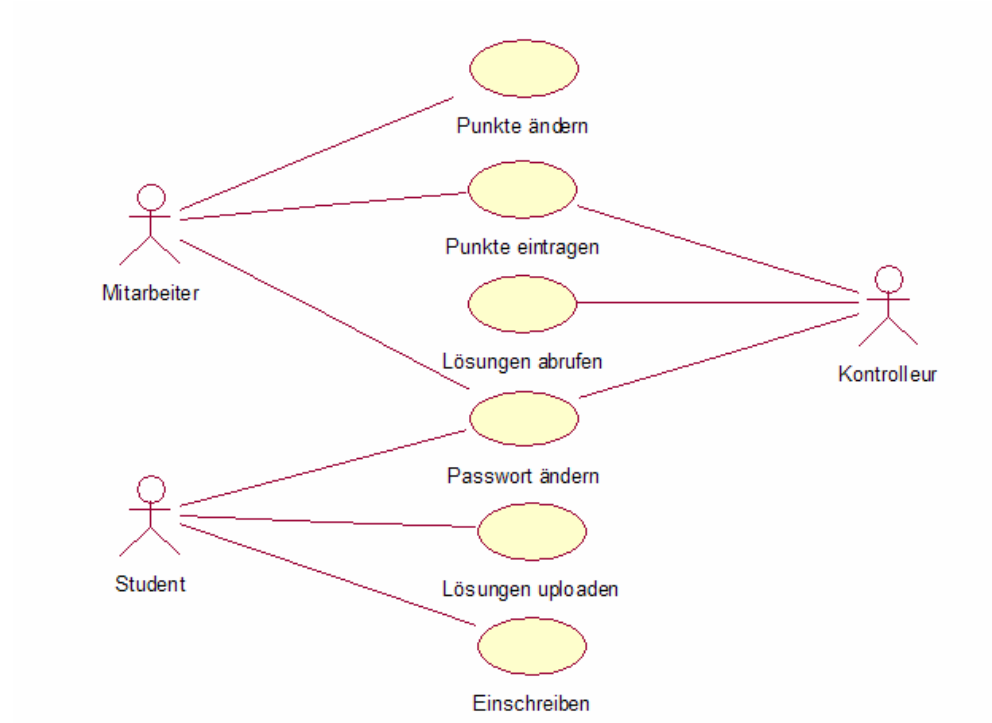 Punkte ändern
Punkte eintragen
Mitarbeiter
Lösungen abrufen
Kontrolleur
Passwort ändern
Student
Lösungen uploaden
Einschreiben